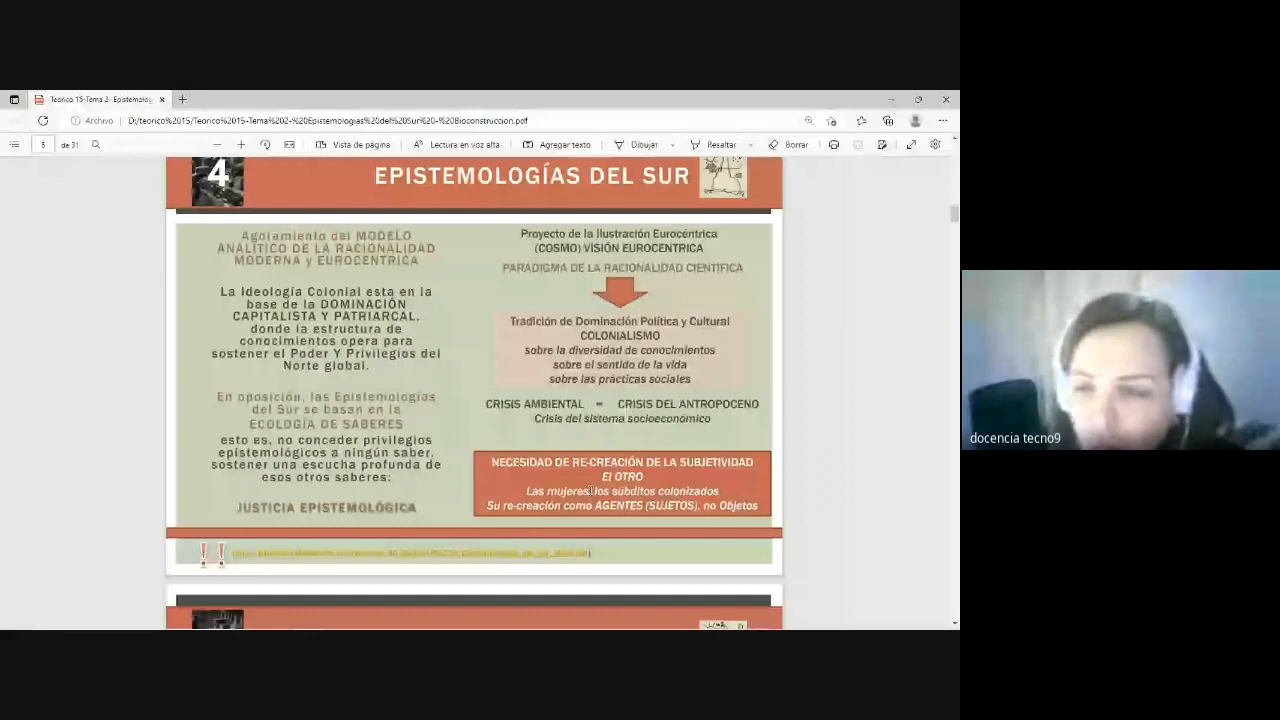 Teorico 15-Tema 2- Epistemolog
Archivo D:/teorico%2015/Teorico%2015-Tema%202-%20Epistemologias%20del%20Sur%20-%20Bioconstruccion.pdf
5 de 31 Vista de página Lectura en voz alta Agregar texto Dibujar Resaltar Borrar
4
EPISTEMOLOGÍAS DEL SUR
Agotamiento del MODELO
ANALÍTICO DE LA RACIONALIDAD
MODERNA y EUROCENTRICA
La Ideología Colonial esta en la
base de la DOMINACIÓN
CAPITALISTA Y PATRIARCAL,
donde la estructura de
conocimientos opera para
sostener el Poder Y Privilegios del
Norte global.
En oposición, las Epistemologías
del Sur se basan en la
ECOLOGÍA DE SABERES
esto es, no conceder privilegios
epistemológicos a ningún saber,
sostener una escucha profunda de
esos otros saberes:
JUSTICIA EPISTEMOLÓGICA
Proyecto de la Ilustración Eurocéntrica
(COSMO) VISIÓN EUROCENTRICA
PARADIGMA DE LA RACIONALIDAD CIENTÍFICA
Tradición de Dominación Política y Cultural
COLONIALISMO
sobre la diversidad de conocimientos
sobre el sentido de la vida
sobre las prácticas sociales
CRISIS AMBIENTAL = CRISIS DEL ANTROPOCENO
Crisis del sistema socioeconómico
NECESIDAD DE RE-CREACIÓN DE LA SUBJETIVIDAD
El OTRO
Las mujeres, los súbditos colonizados
Su re-creación como AGENTES (SUJETOS), no Objetos
!!
docencia tecno9